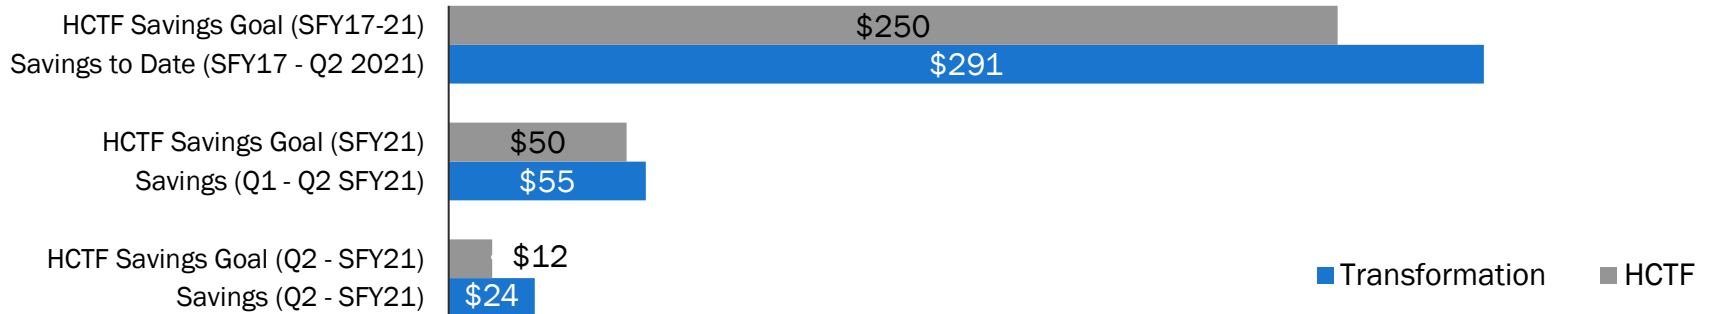 HCTF Savings Goal (SFY17-21) $250
Savings to Date (SFY17 - Q2 2021) $291
HCTF Savings Goal (SFY21) $50
Savings (Q1 - Q2 SFY21) $55
HCTF Savings Goal (Q2 - SFY21) $12
Savings (Q2 - SFY21) $24
Transformation HCTF